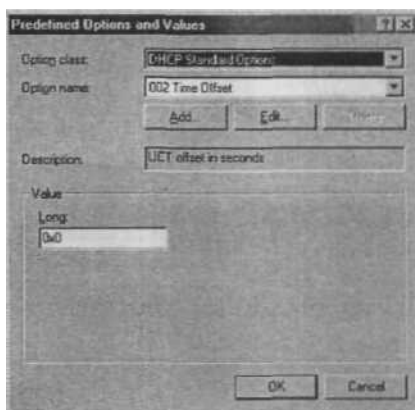 Predefined Options and Values
Option class: DHCP Standard Options
Option name: 002 Time Offset
Add... Edit...
Description: UCT offset in seconds
Value
Long:
0x0
OK Cancel